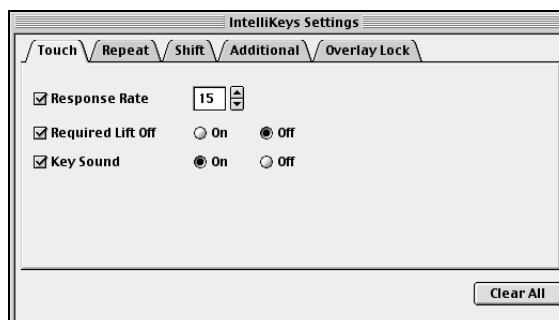 IntelliKeys Settings
Touch Repeat Shift Additional Overlay Lock
Response Rate 15
Required Lift Off On Off
Key Sound On Off
Clear All